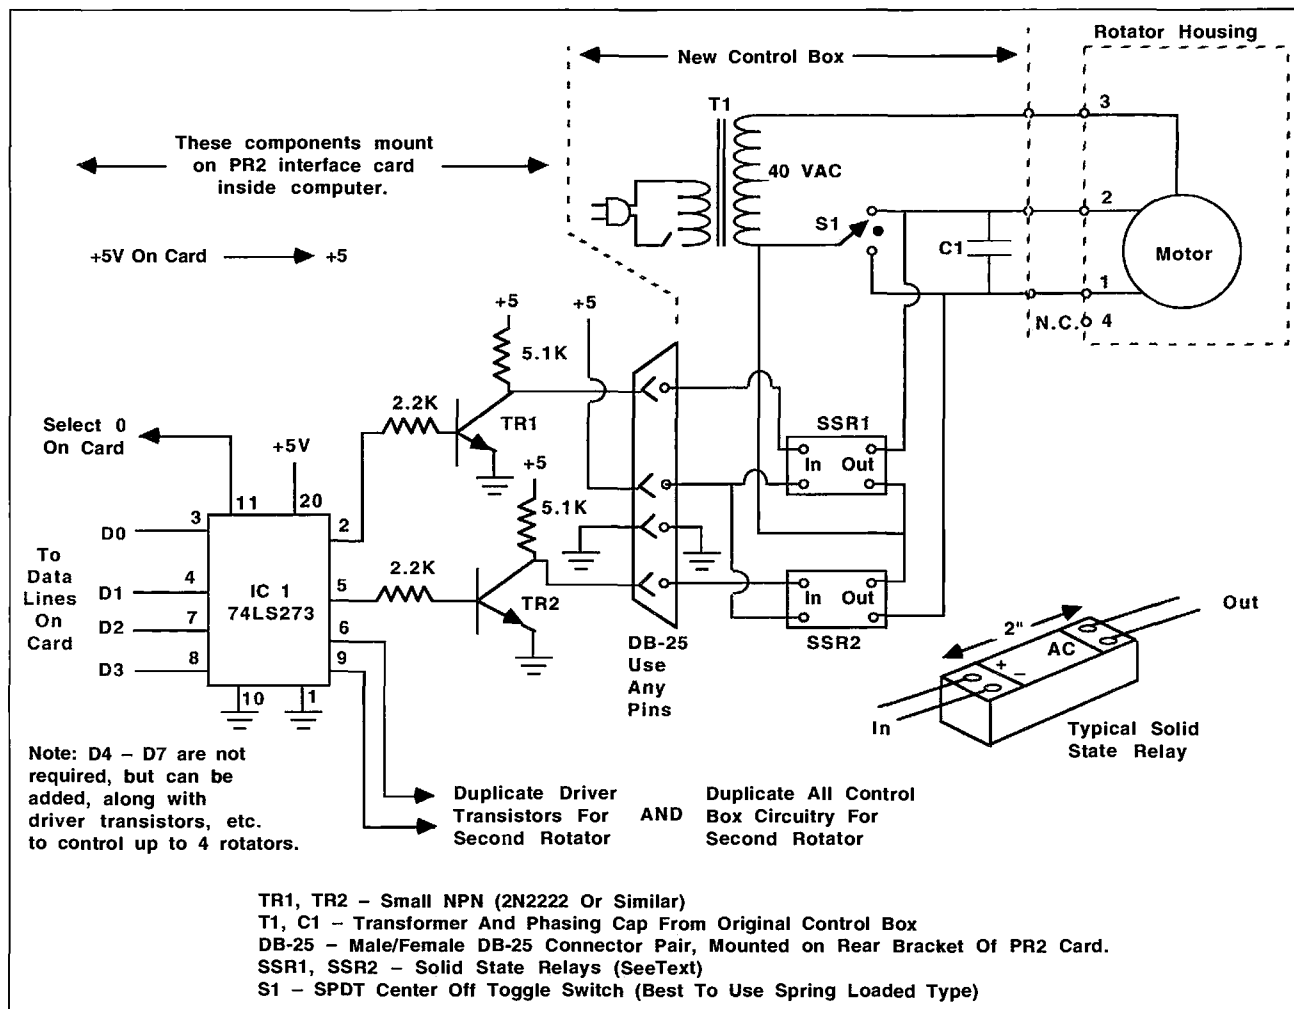 Rotator Housing
New Control Box
T1
3
These components mount
on PR2 interface card
inside computer.
40 VAC
2
S1
C1
Motor
+5V On Card
+5
1
N.C.
4
+5
+5
5.1K
2.2K
TR1
SSR1
In Out
Select 0
On Card
+5V
+5
11
20
3
2
5.1K
D0
To
Data
Lines
On
Card
4
D1
IC 1
74LS273
5
2.2K
7
D2
6
TR2
In Out
SSR2
8
D3
9
10
1
DB-25
Use
Any
Pins
2"
AC
+
–
Out
In
Typical Solid
State Relay
Note: D4 – D7 are not
required, but can be
added, along with
driver transistors, etc.
to control up to 4 rotators.
Duplicate Driver
Transistors For
Second Rotator
AND
Duplicate All Control
Box Circuitry For
Second Rotator
TR1, TR2 – Small NPN (2N2222 Or Similar)
T1, C1 – Transformer And Phasing Cap From Original Control Box
DB-25 – Male/Female DB-25 Connector Pair, Mounted on Rear Bracket Of PR2 Card.
SSR1, SSR2 – Solid State Relays (SeeText)
S1 – SPDT Center Off Toggle Switch (Best To Use Spring Loaded Type)